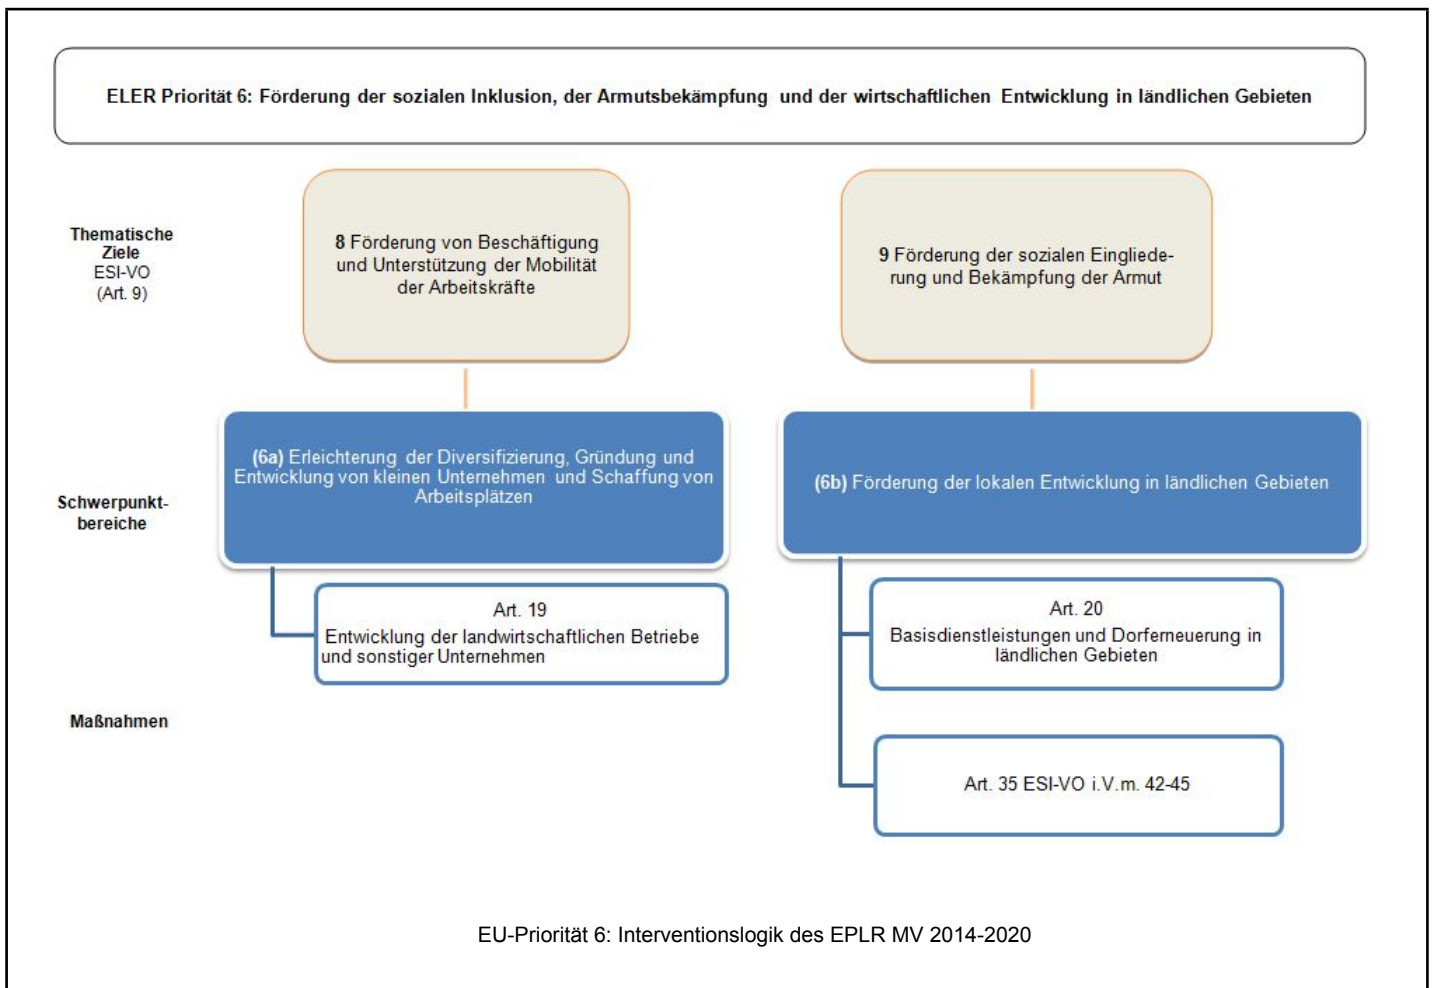 ELER Priorität 6: Förderung der sozialen Inklusion, der Armutsbekämpfung und der wirtschaftlichen Entwicklung in ländlichen Gebieten
Thematische
Ziele
ESI-VO
(Art. 9)
8 Förderung von Beschäftigung
und Unterstützung der Mobilität
der Arbeitskräfte
9 Förderung der sozialen Eingliede-
rung und Bekämpfung der Armut
Schwerpunkt-
bereiche
(6a) Erleichterung der Diversifizierung, Gründung und
Entwicklung von kleinen Unternehmen und Schaffung von
Arbeitsplätzen
(6b) Förderung der lokalen Entwicklung in ländlichen Gebieten
Maßnahmen
Art. 19
Entwicklung der landwirtschaftlichen Betriebe
und sonstiger Unternehmen
Art. 20
Basisdienstleistungen und Dorferneuerung in
ländlichen Gebieten
Art. 35 ESI-VO i.V.m. 42-45
EU-Priorität 6: Interventionslogik des EPLR MV 2014-2020